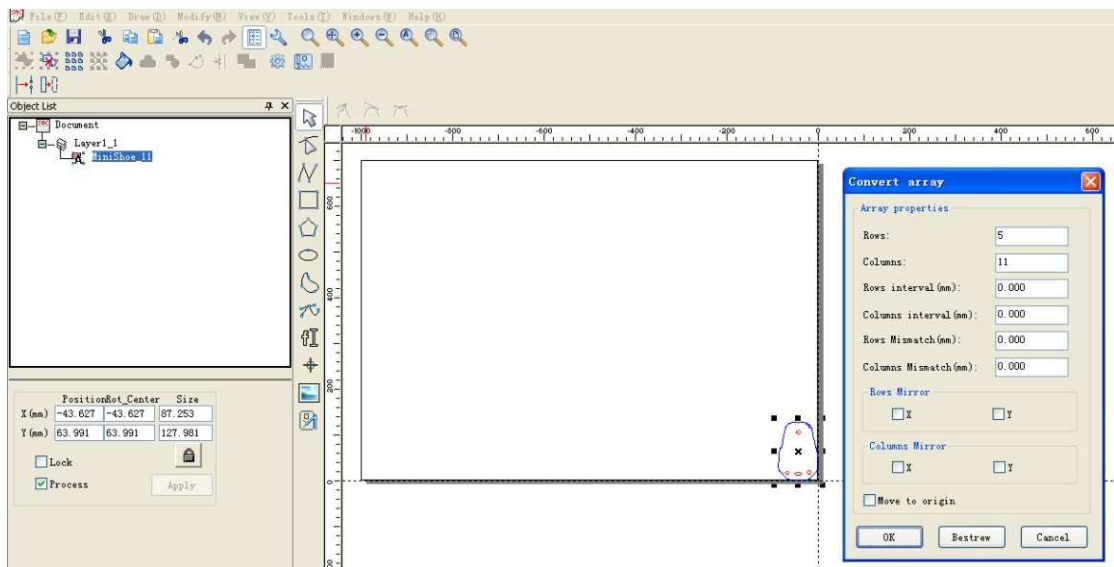 File(F) Edit(E) Draw(D) Modify(M) View(V) Tools(T) Windows(W) Help(H)
Object List
Document
Layer1_1
MiniShoe_11
-800 -600 -400 -200 0 200 400 600
600
400
200
0
Position Rot_Center Size
X(mm) -43.627 -43.627 87.253
Y(mm) 63.991 63.991 127.981
Lock
Process
Apply
Convert array
Array properties
Rows: 5
Columns: 11
Rows interval(mm): 0.000
Columns interval(mm): 0.000
Rows Mismatch(mm): 0.000
Columns Mismatch(mm): 0.000
Rows Mirror
X Y
Columns Mirror
X Y
Move to origin
OK Bestrew Cancel